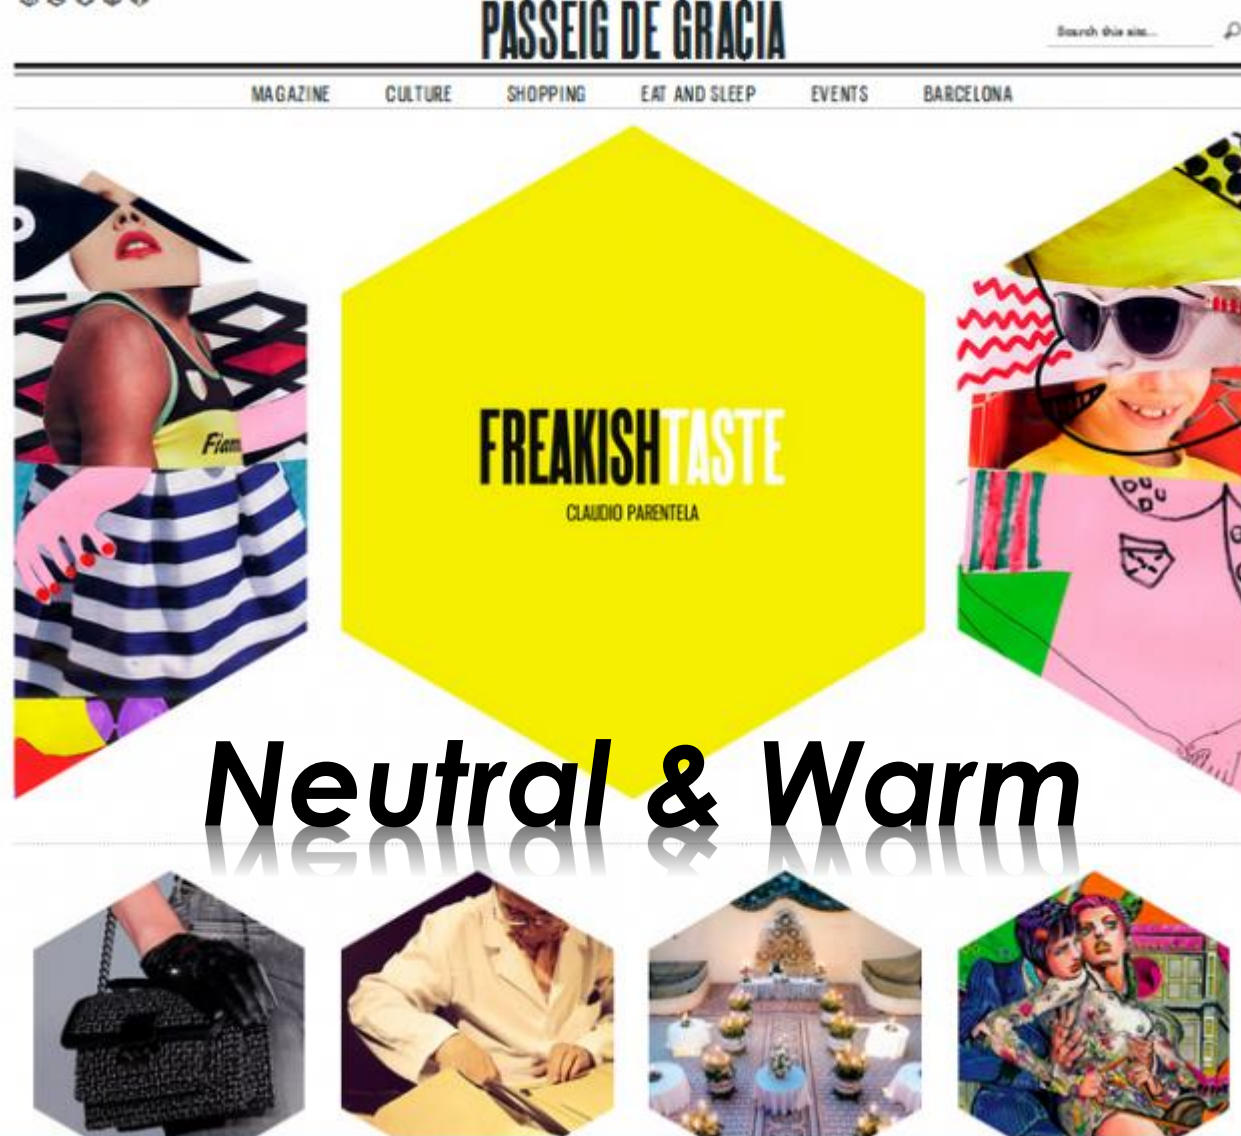 PASSEIG DE GRACIA
Search this site...
MAGAZINE CULTURE SHOPPING EAT AND SLEEP EVENTS BARCELONA
FREAKISHTASTE
CLAUDIO PARENTELA
Neutral & Warm